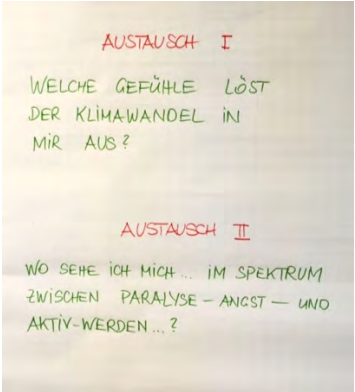 AUSTAUSCH I
WELCHE GEFÜHLE LÖST
DER KLIMAWANDEL IN
MIR AUS?
AUSTAUSCH II
WO SEHE ICH MICH... IM SPEKTRUM
ZWISCHEN PARALYSE – ANGST – UND
AKTIV-WERDEN...?